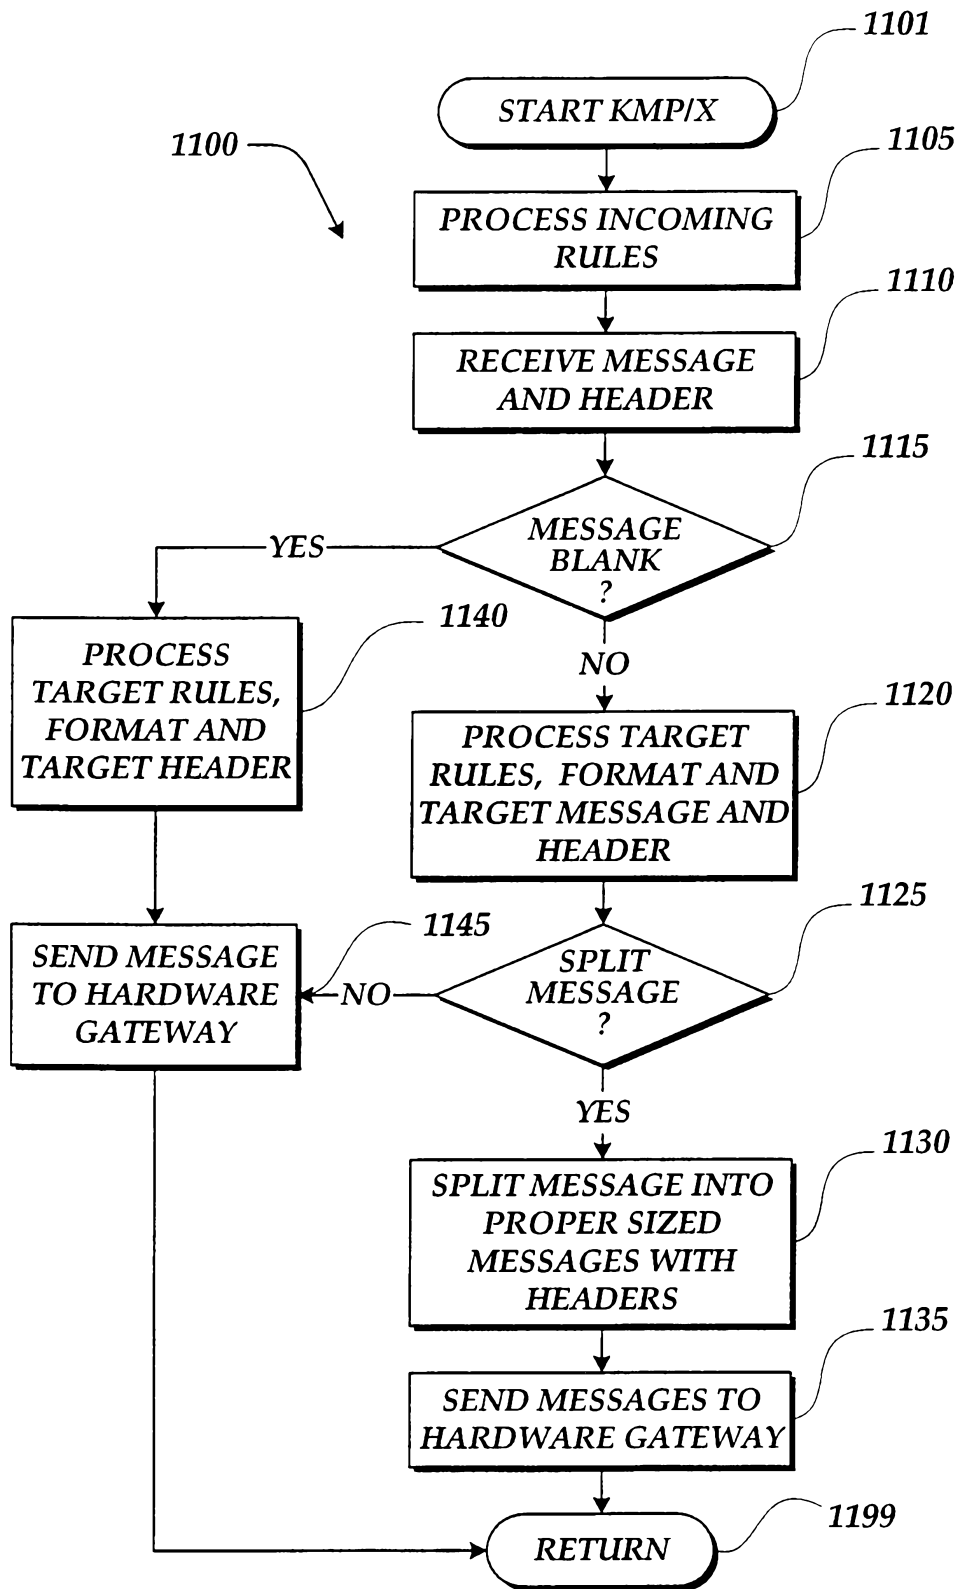 1101
START KMP/X
1100
1105
PROCESS INCOMING
RULES
1110
RECEIVE MESSAGE
AND HEADER
1115
MESSAGE
BLANK
?
YES
1140
PROCESS
TARGET RULES,
FORMAT AND
TARGET HEADER
NO
1120
PROCESS TARGET
RULES, FORMAT AND
TARGET MESSAGE AND
HEADER
1125
SPLIT
MESSAGE
?
NO
1145
SEND MESSAGE
TO HARDWARE
GATEWAY
YES
1130
SPLIT MESSAGE INTO
PROPER SIZED
MESSAGES WITH
HEADERS
1135
SEND MESSAGES TO
HARDWARE GATEWAY
1199
RETURN